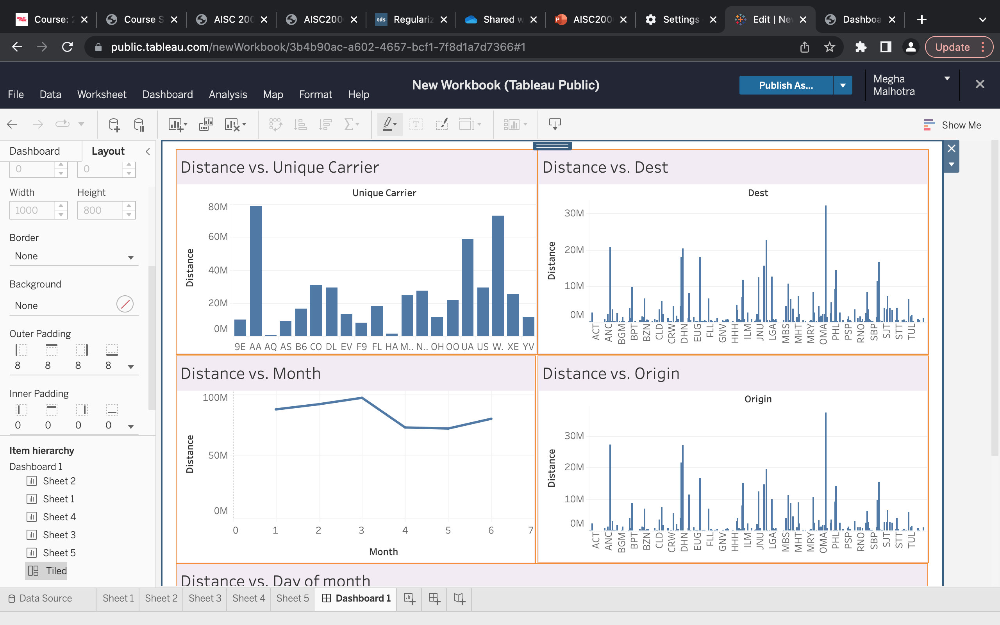 Course: 2
Course S
AISC 200
AISC200
tds
Regulariz
Shared w
AISC200
Settings
Edit | Ne
Dashboa
public.tableau.com/newWorkbook/3b4b90ac-a602-4657-bcf1-7f8d1a7d7366#1
Update
New Workbook (Tableau Public)
Publish As...
Megha
Malhotra
File Data Worksheet Dashboard Analysis Map Format Help
Show Me
Dashboard Layout
0 0
Width Height
1000 800
Border
None
Background
None
Outer Padding
8 8 8 8
Inner Padding
0 0 0 0
Item hierarchy
Dashboard 1
Sheet 2
Sheet 1
Sheet 4
Sheet 3
Sheet 5
Tiled
Distance vs. Unique Carrier
Unique Carrier
Distance
80M
60M
40M
20M
0M
9E AA AQ AS B6 CO DL EV F9 FL HA M.. N.. OH OO UA US W. XE YV
Distance vs. Dest
Dest
Distance
30M
20M
10M
0M
ACT ANC BGM BPT BZN CLD CRW DHN EUG FLL GNV HHH ILM JNU LGA MBS MHT MRY OMA PHL PSP RNO SBP SJT STT TUL
Distance vs. Month
Distance
100M
50M
0M
0 1 2 3 4 5 6 7
Month
Distance vs. Origin
Origin
Distance
30M
20M
10M
0M
ACT ANC BGM BPT BZN CLD CRW DHN EUG FLL GNV HHH ILM JNU LGA MBS MHT MRY OMA PHL PSP RNO SBP SJT STT TUL
Distance vs. Day of month
Data Source Sheet 1 Sheet 2 Sheet 3 Sheet 4 Sheet 5 Dashboard 1